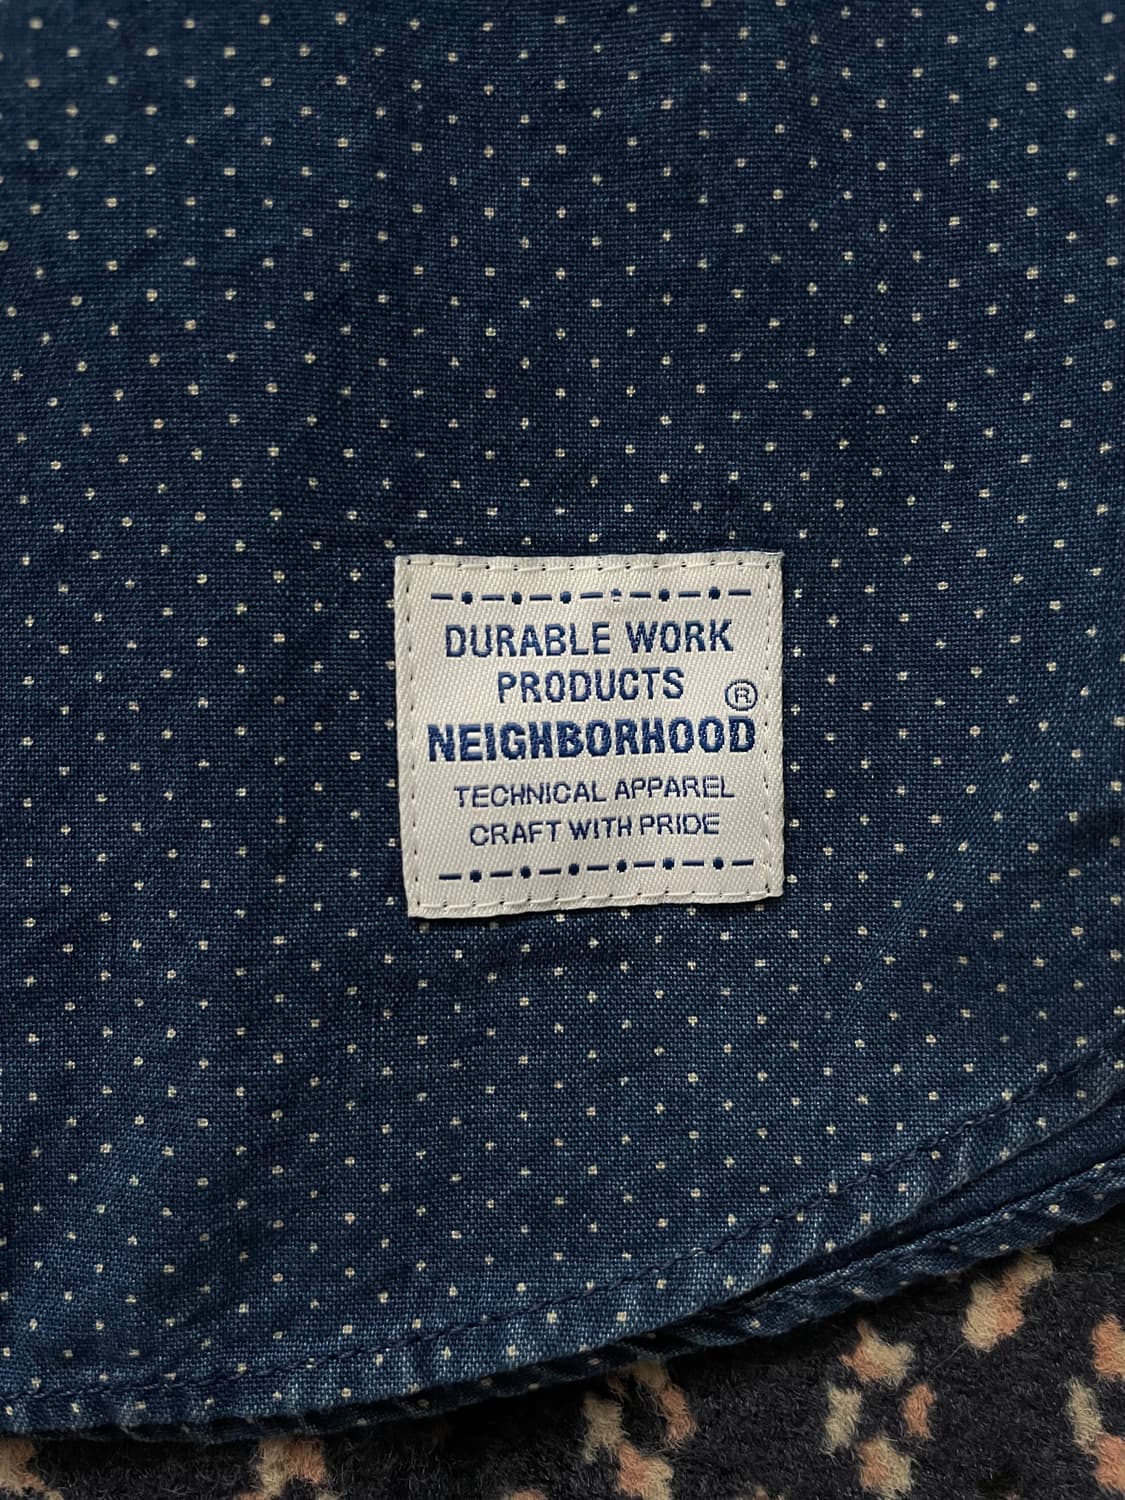 DURABLE WORK
PRODUCTS
NEIGHBORHOOD®
TECHNICAL APPAREL
CRAFT WITH PRIDE